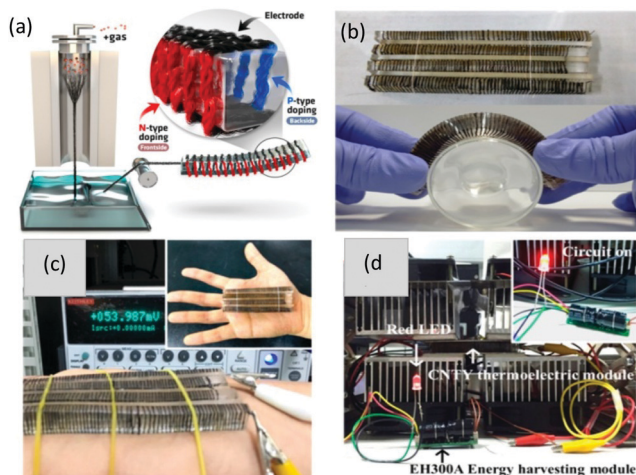 (a)
+gas
Electrode
N-type
doping
Frontside
P-type
doping
Backside
(b)
(c)
+053.987mV
(d)
Circuit on
Red LED
CNTY thermoelectric module
EH300A Energy harvesting module